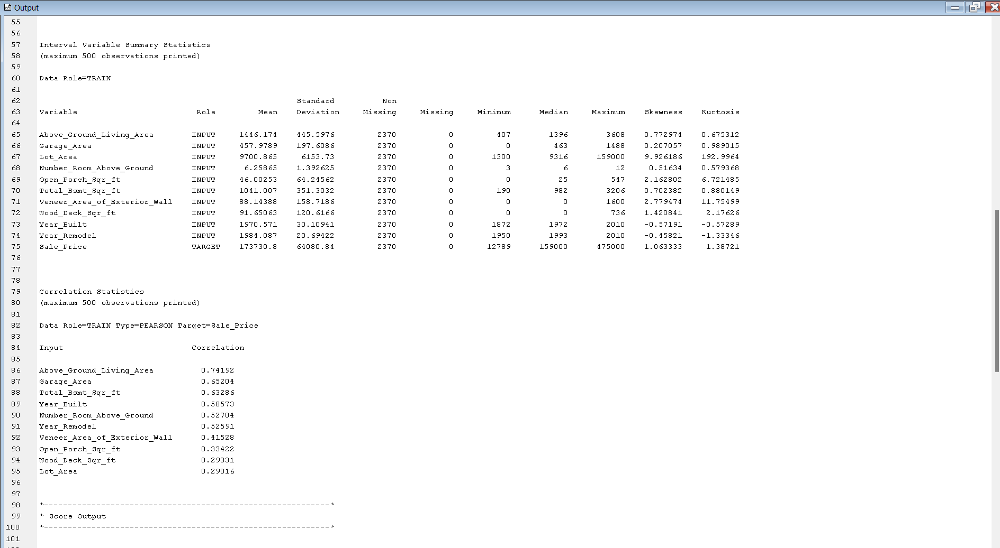 Output
55
56
57 Interval Variable Summary Statistics
58 (maximum 500 observations printed)
59
60 Data Role=TRAIN
61
62 Standard Non
63 Variable Role Mean Deviation Missing Missing Minimum Median Maximum Skewness Kurtosis
64
65 Above_Ground_Living_Area INPUT 1446.174 445.5976 2370 0 407 1396 3608 0.772974 0.675312
66 Garage_Area INPUT 457.9789 197.6086 2370 0 0 463 1488 0.207057 0.989015
67 Lot_Area INPUT 9700.865 6153.73 2370 0 1300 9316 159000 9.926186 192.9964
68 Number_Room_Above_Ground INPUT 6.25865 1.392625 2370 0 3 6 12 0.51634 0.579368
69 Open_Porch_Sqr_ft INPUT 46.00253 64.24562 2370 0 0 25 547 2.162802 6.721485
70 Total_Bsmt_Sqr_ft INPUT 1041.007 351.3032 2370 0 190 982 3206 0.702382 0.880149
71 Veneer_Area_of_Exterior_Wall INPUT 88.14388 158.7186 2370 0 0 0 1600 2.779474 11.75499
72 Wood_Deck_Sqr_ft INPUT 91.65063 120.6166 2370 0 0 0 736 1.420841 2.17626
73 Year_Built INPUT 1970.571 30.10941 2370 0 1872 1972 2010 -0.57191 -0.57289
74 Year_Remodel INPUT 1984.087 20.69422 2370 0 1950 1993 2010 -0.45821 -1.33346
75 Sale_Price TARGET 173730.8 64080.84 2370 0 12789 159000 475000 1.063333 1.38721
76
77
78
79 Correlation Statistics
80 (maximum 500 observations printed)
81
82 Data Role=TRAIN Type=PEARSON Target=Sale_Price
83
84 Input Correlation
85
86 Above_Ground_Living_Area 0.74192
87 Garage_Area 0.65204
88 Total_Bsmt_Sqr_ft 0.63286
89 Year_Built 0.58573
90 Number_Room_Above_Ground 0.52704
91 Year_Remodel 0.52591
92 Veneer_Area_of_Exterior_Wall 0.41528
93 Open_Porch_Sqr_ft 0.33422
94 Wood_Deck_Sqr_ft 0.29331
95 Lot_Area 0.29016
96
97
98 *------------------------------------------------------------*
99 * Score Output
100 *------------------------------------------------------------*
101